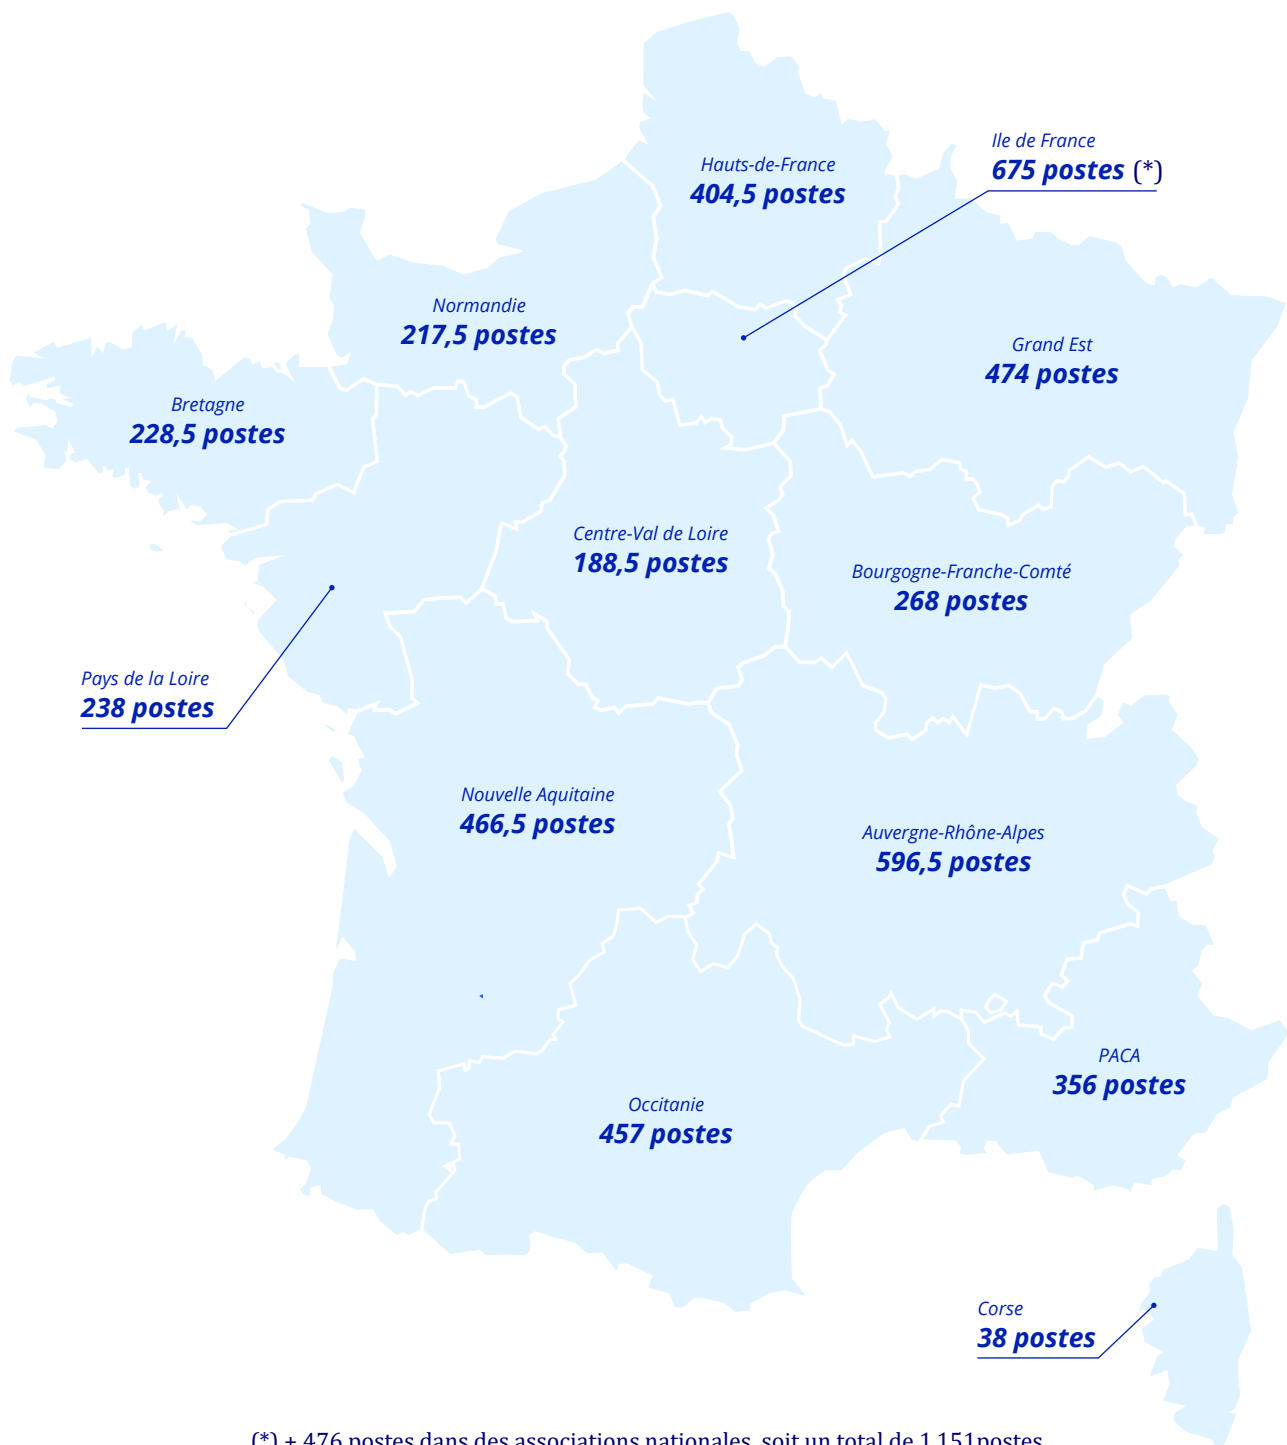 Ile de France
675 postes (*)
Hauts-de-France
404,5 postes
Normandie
217,5 postes
Grand Est
474 postes
Bretagne
228,5 postes
Centre-Val de Loire
188,5 postes
Bourgogne-Franche-Comté
268 postes
Pays de la Loire
238 postes
Nouvelle Aquitaine
466,5 postes
Auvergne-Rhône-Alpes
596,5 postes
PACA
356 postes
Occitanie
457 postes
Corse
38 postes
(*) + 476 postes dans des associations nationales, soit un total de 1 151postes